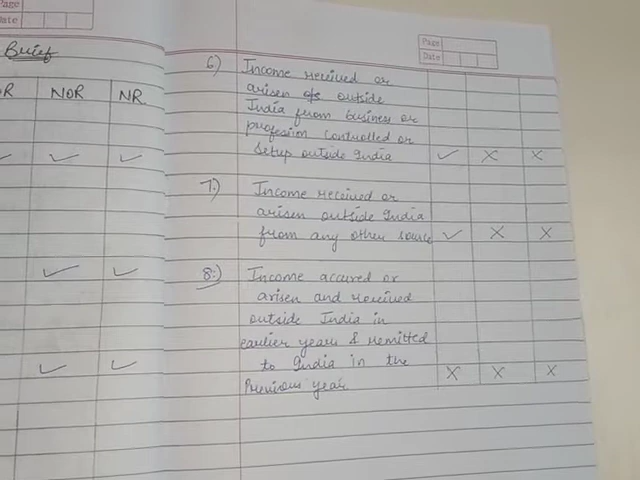 Page
Date
Brief
OR NOR NR
✓ ✓ ✓
✓ ✓
✓ ✓
Page
Date
6) Income received or
arisen outside
India from business or
profession controlled or
Setup outside India ✓ × ×
7.) Income received or
arisen outside India
from any other source ✓ × ×
8.) Income accured or
arisen and received
outside India in
earlier years & remitted
to India in the
Previous year × × ×